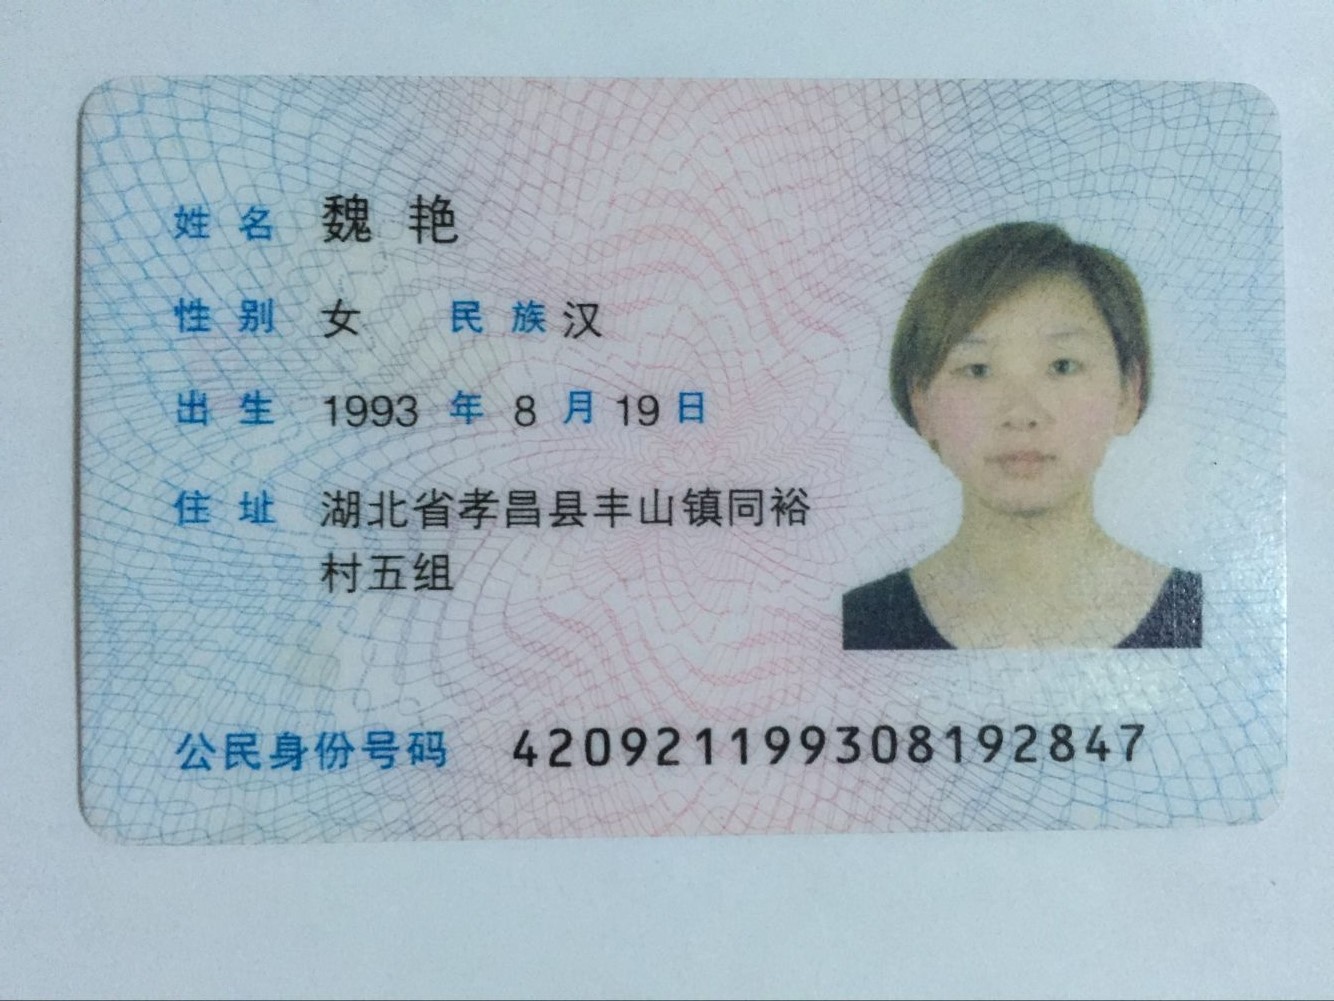 姓名 魏艳
性别 女 民族 汉
出生 1993 年 8 月 19 日
住址 湖北省孝昌县丰山镇同裕
村五组
公民身份号码 420921199308192847